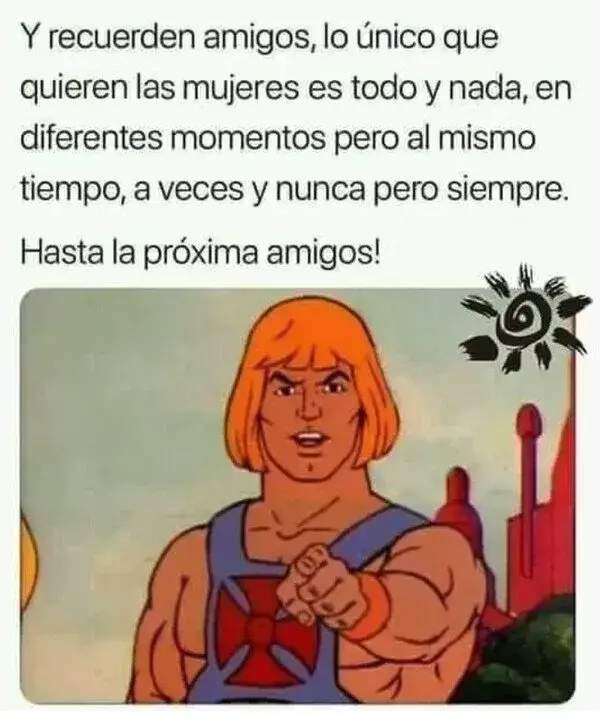 Y recuerden amigos, lo único que
quieren las mujeres es todo y nada, en
diferentes momentos pero al mismo
tiempo, a veces y nunca pero siempre.
Hasta la próxima amigos!